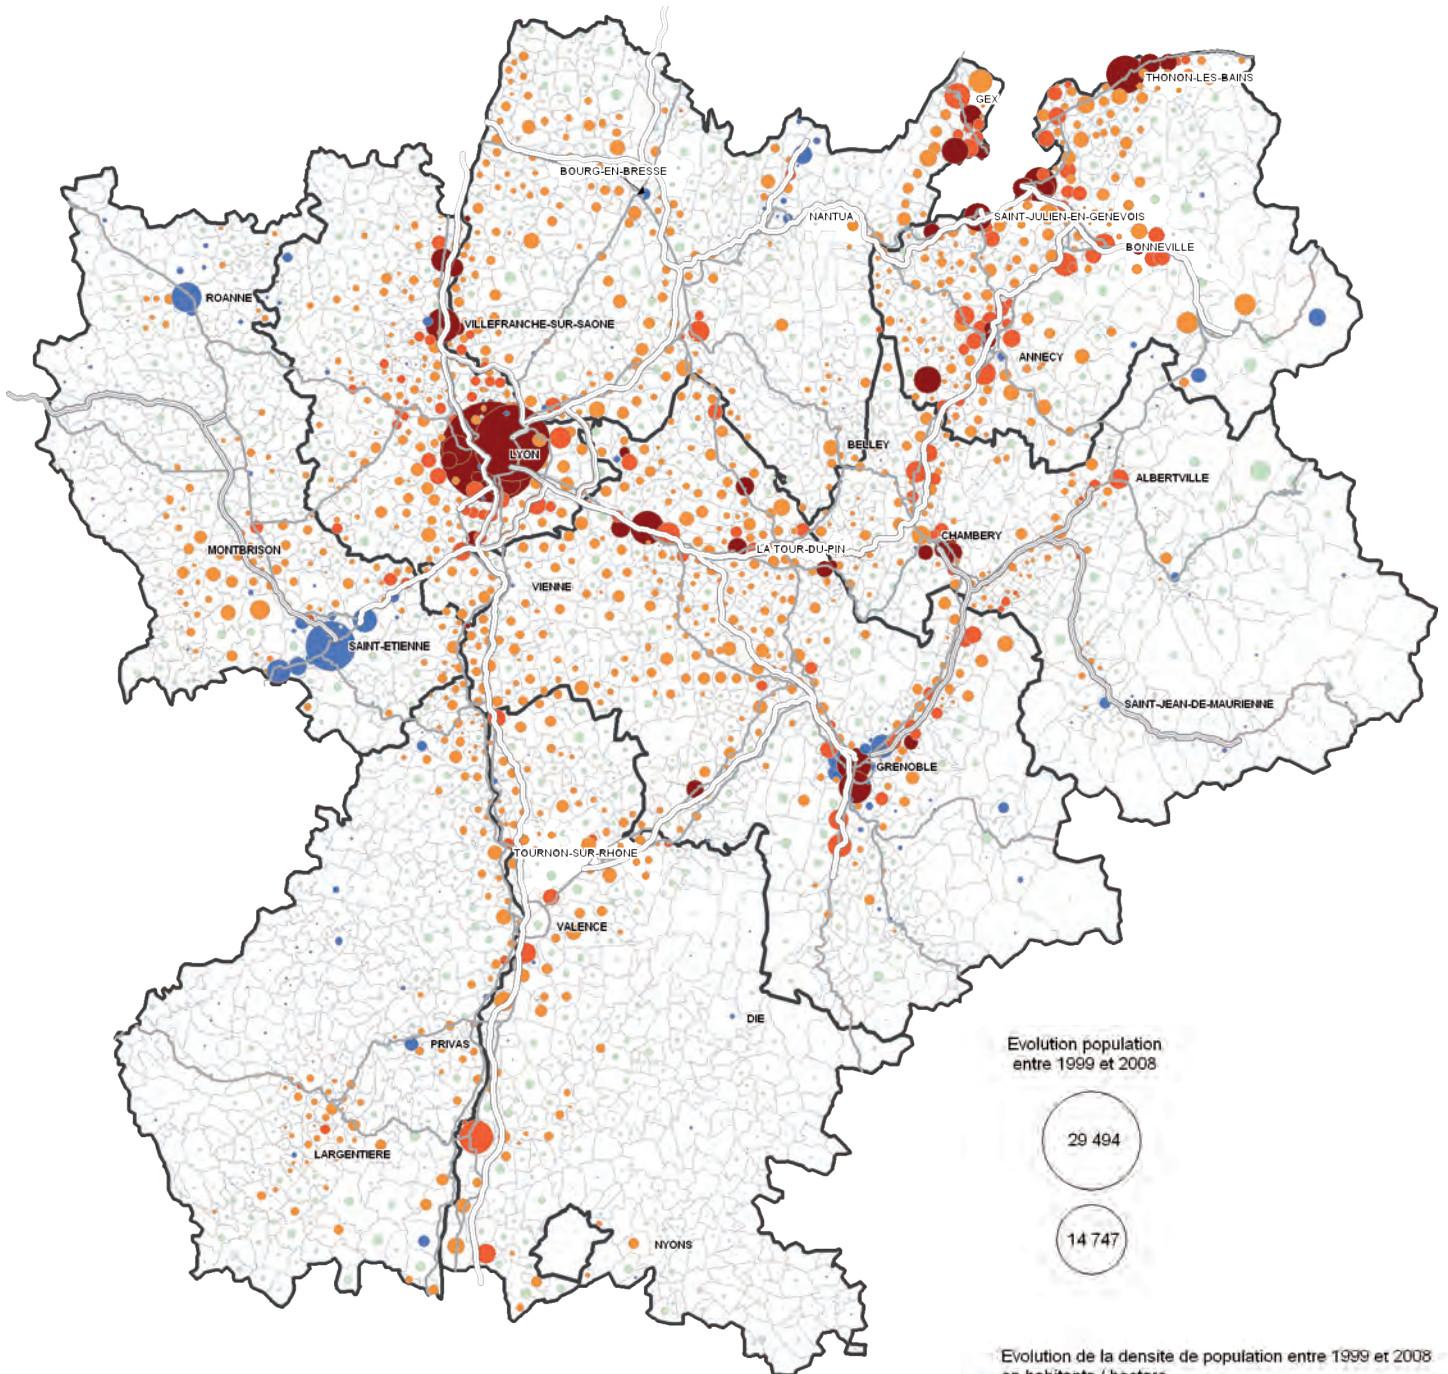 THONON-LES-BAINS
GEX
BOURG-EN-BRESSE
NANTUA
SAINT-JULIEN-EN-GENEVOIS
BONNEVILLE
ROANNE
VILLEFRANCHE-SUR-SAONE
ANNECY
BELLEY
LYON
ALBERTVILLE
CHAMBERY
MONTBRISON
LA TOUR-DU-PIN
VIENNE
SAINT-ETIENNE
SAINT-JEAN-DE-MAURIENNE
GRENOBLE
TOURNON-SUR-RHONE
VALENCE
DIE
PRIVAS
LARGENTIERE
NYONS
Evolution population
entre 1999 et 2008
29 494
14 747
Evolution de la densite de population entre 1999 et 2008
en habitants / hectare